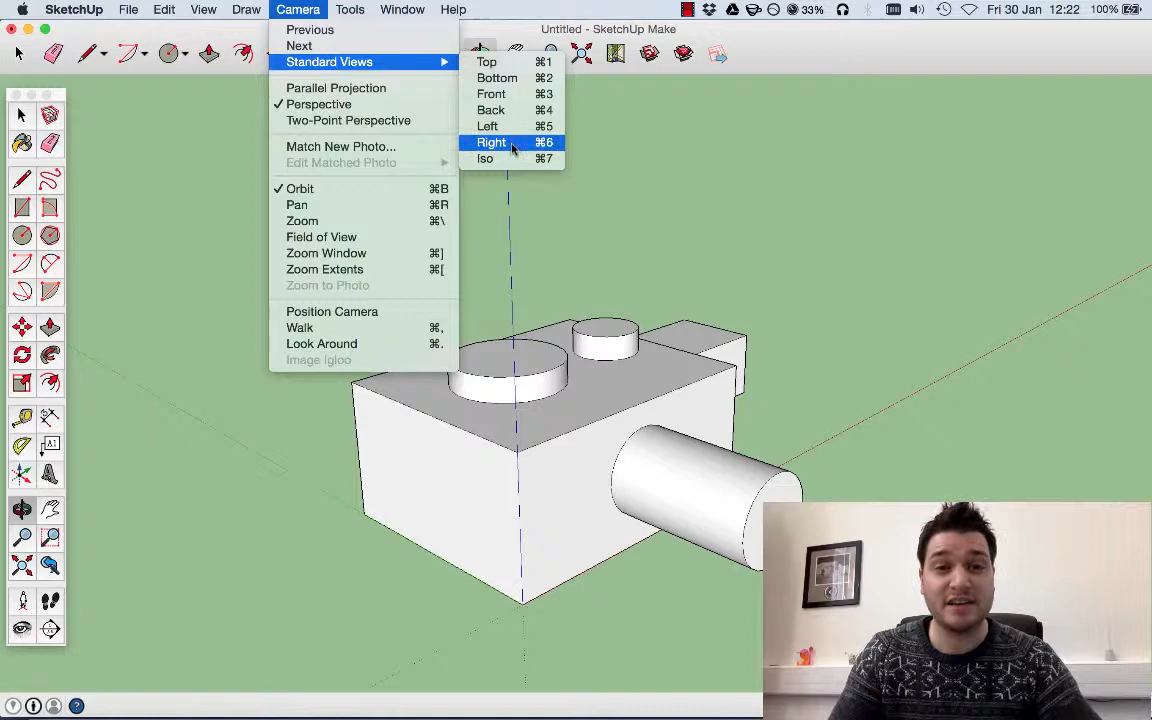 SketchUp File Edit View Draw Camera Tools Window Help 33% Fri 30 Jan 12:22 100%
Untitled - SketchUp Make
Previous
Next
Standard Views
Parallel Projection
✓ Perspective
Two-Point Perspective
Match New Photo...
Edit Matched Photo
✓ Orbit ⌘B
Pan ⌘R
Zoom ⌘\
Field of View
Zoom Window ⌘]
Zoom Extents ⌘[
Zoom to Photo
Position Camera
Walk ⌘,
Look Around ⌘.
Image Igloo
Top ⌘1
Bottom ⌘2
Front ⌘3
Back ⌘4
Left ⌘5
Right ⌘6
Iso ⌘7
A1